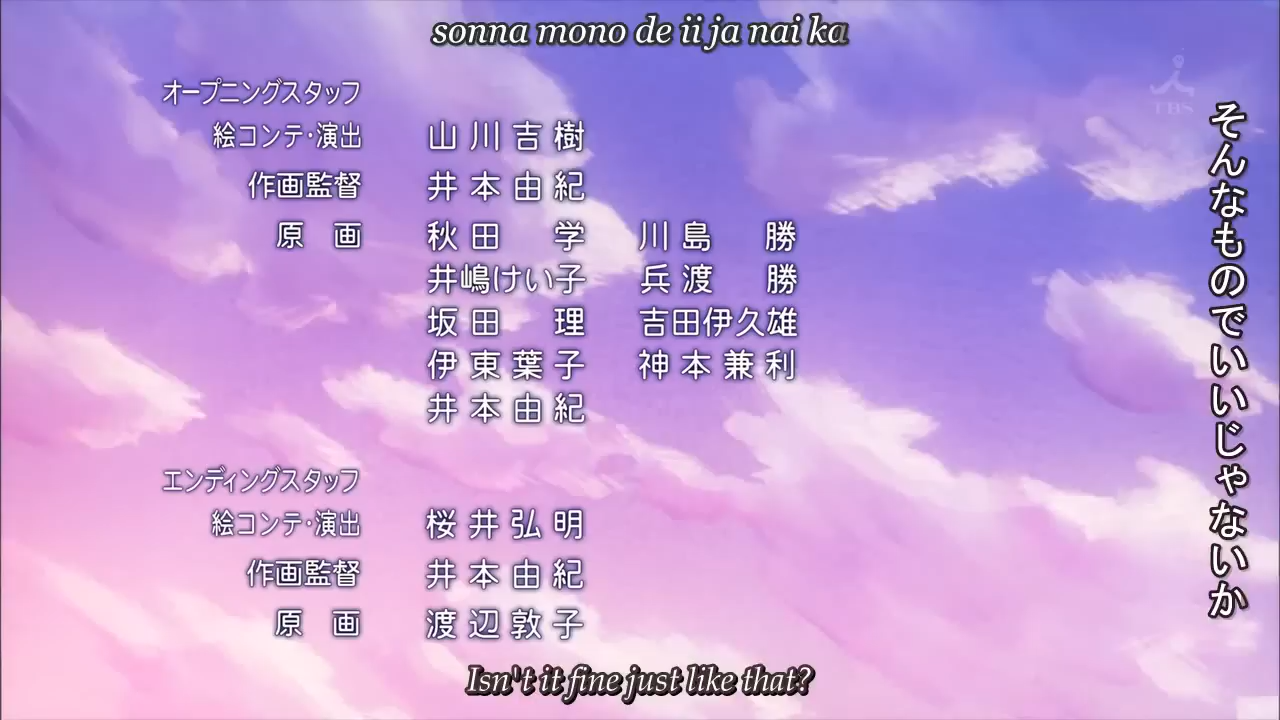 sonna mono de ii ja nai ka
TBS
オープニングスタッフ
絵コンテ・演出 山川吉樹
作画監督 井本由紀
原 画 秋田 学 川島 勝
井嶋けい子 兵渡 勝
坂田 理 吉田伊久雄
伊東葉子 神本兼利
井本由紀
エンディングスタッフ
絵コンテ・演出 桜井弘明
作画監督 井本由紀
原 画 渡辺敦子
そんなものでいいじゃないか
Isn't it fine just like that?